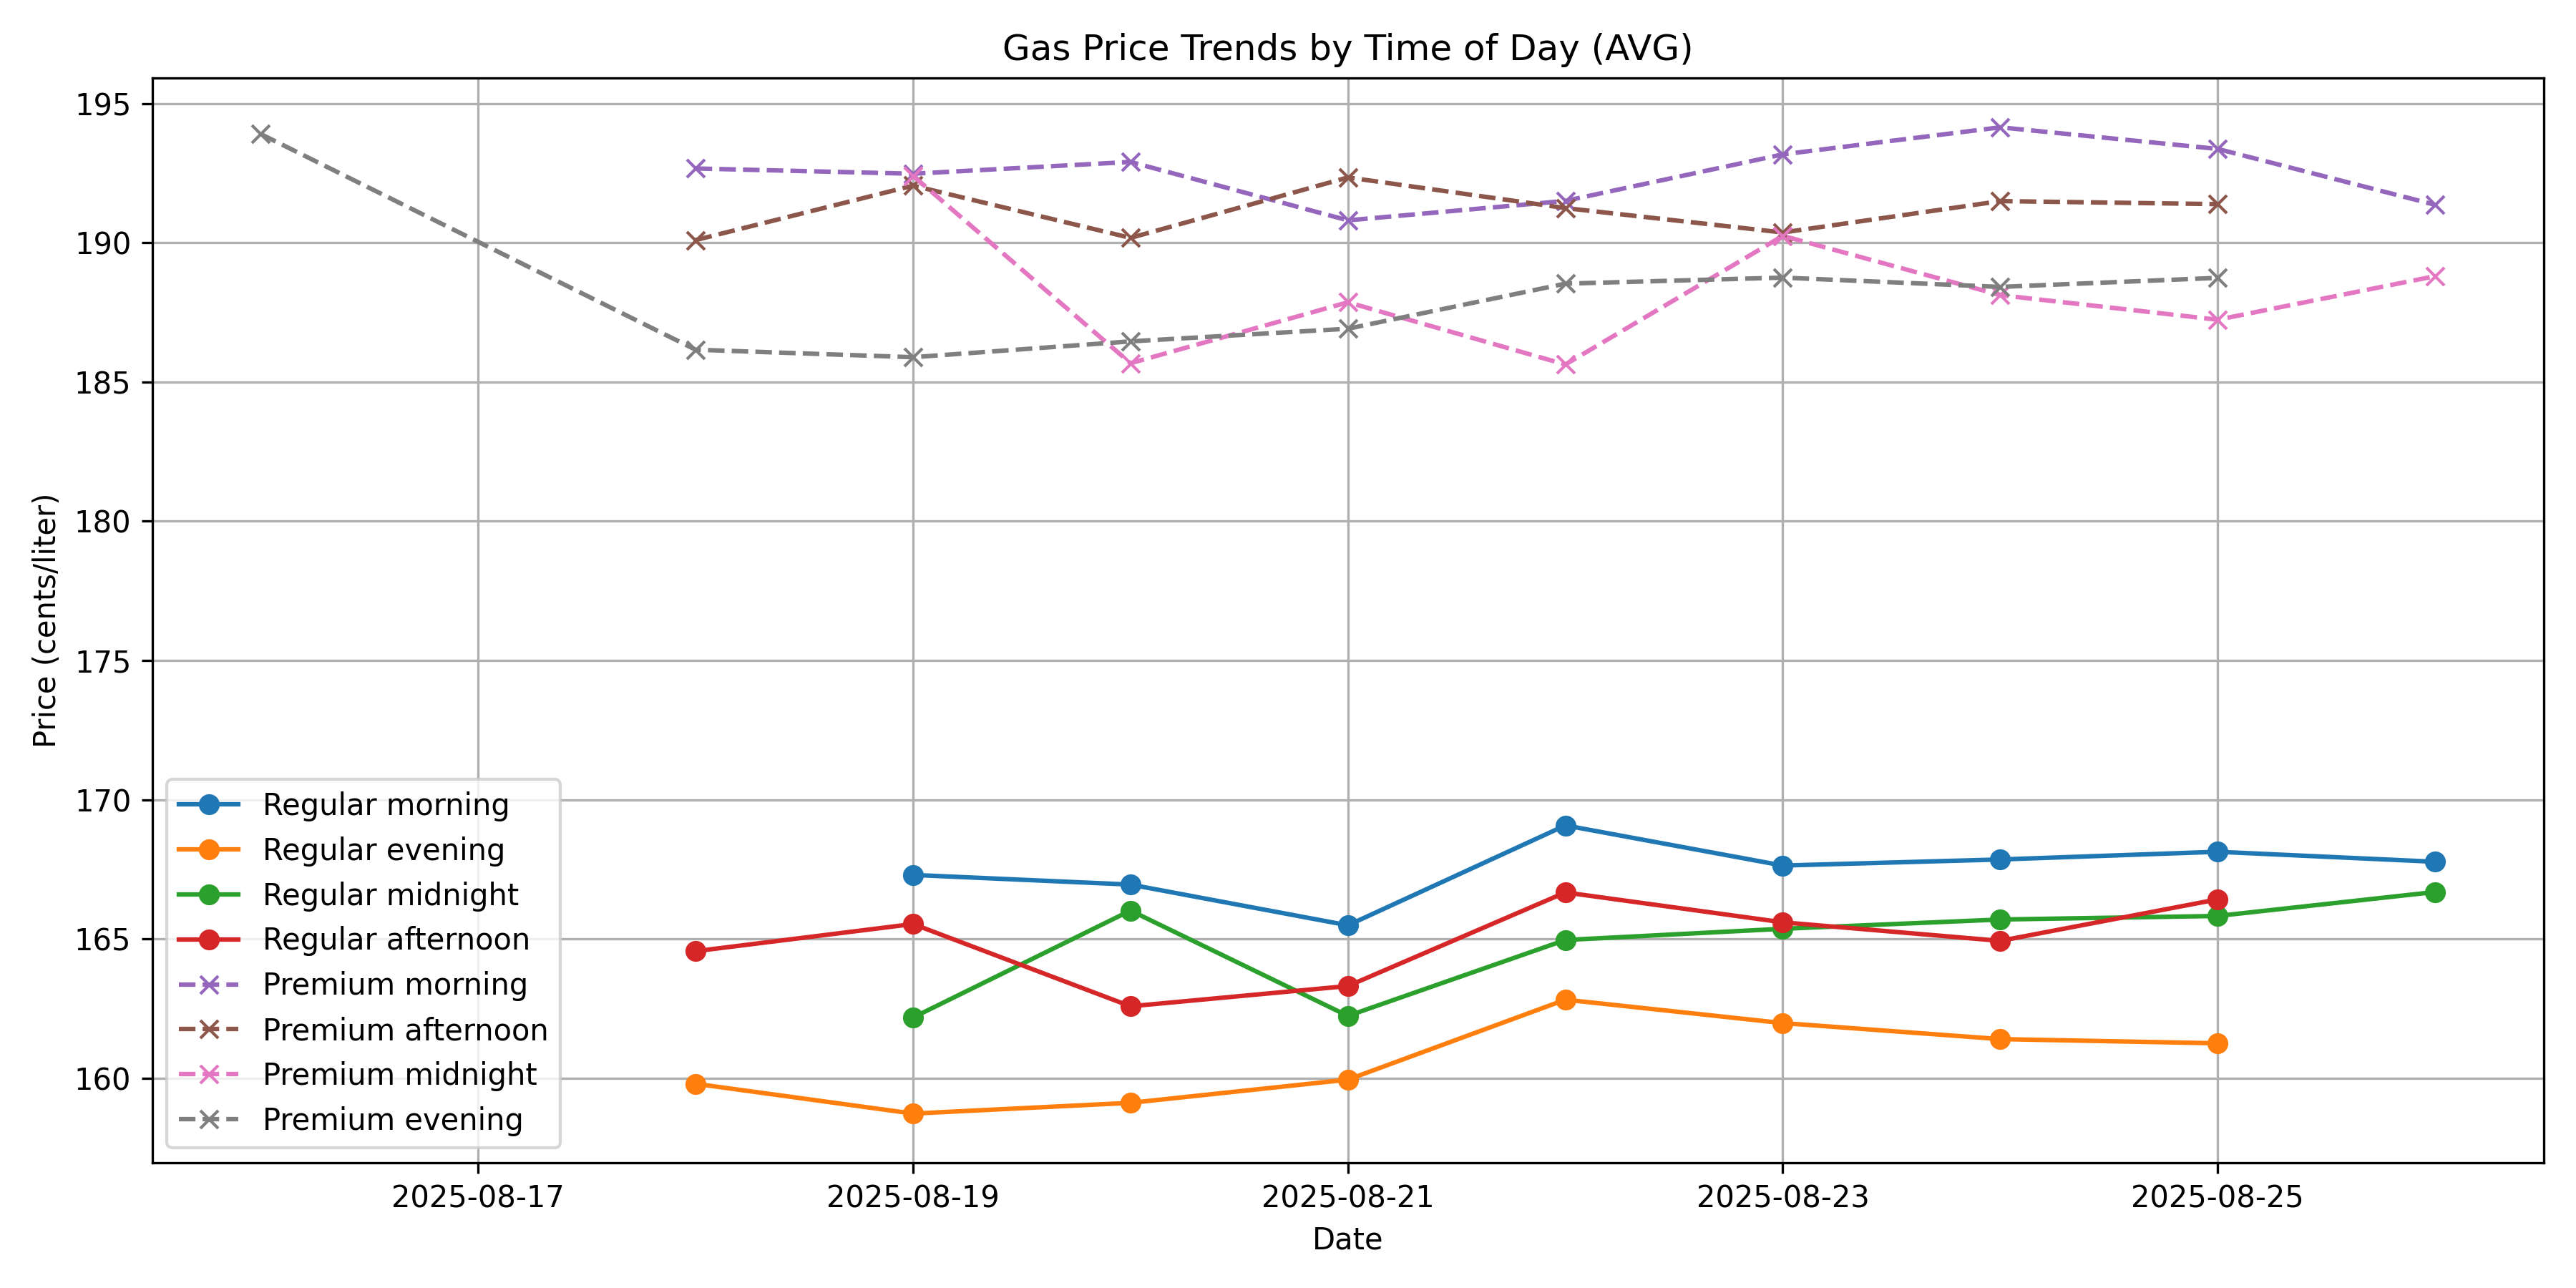 Gas Price Trends by Time of Day (AVG)
195
190
185
180
175
170
165
160
Price (cents/liter)
Regular morning
Regular evening
Regular midnight
Regular afternoon
Premium morning
Premium afternoon
Premium midnight
Premium evening
2025-08-17
2025-08-19
2025-08-21
2025-08-23
2025-08-25
Date